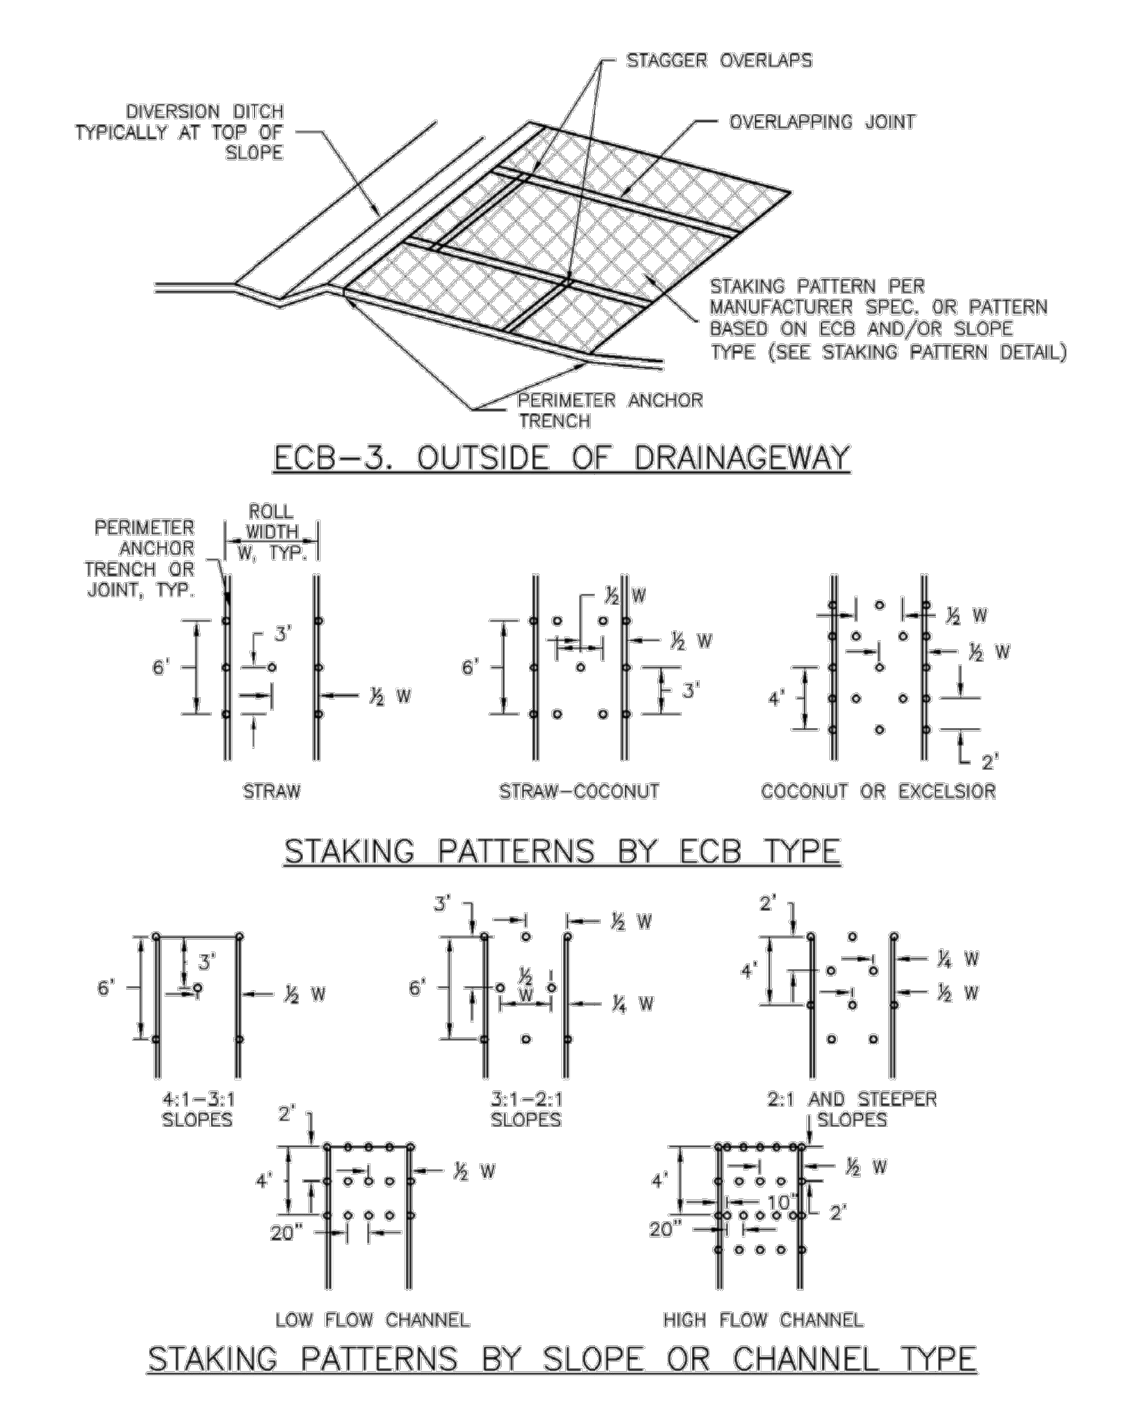 STAGGER OVERLAPS
DIVERSION DITCH
TYPICALLY AT TOP OF
SLOPE
OVERLAPPING JOINT
STAKING PATTERN PER
MANUFACTURER SPEC. OR PATTERN
BASED ON ECB AND/OR SLOPE
TYPE (SEE STAKING PATTERN DETAIL)
PERIMETER ANCHOR
TRENCH
ECB-3. OUTSIDE OF DRAINAGEWAY
PERIMETER
ANCHOR
TRENCH OR
JOINT, TYP.
ROLL
WIDTH
W, TYP.
6'
3'
½ W
STRAW
½ W
½ W
6'
3'
STRAW-COCONUT
½ W
½ W
4'
2'
COCONUT OR EXCELSIOR
STAKING PATTERNS BY ECB TYPE
6'
3'
½ W
4:1-3:1
SLOPES
3'
½ W
6'
½
W
¼ W
3:1-2:1
SLOPES
2'
4'
¼ W
½ W
2:1 AND STEEPER
SLOPES
2'
4'
½ W
20"
LOW FLOW CHANNEL
4'
½ W
10"
2'
20"
HIGH FLOW CHANNEL
STAKING PATTERNS BY SLOPE OR CHANNEL TYPE